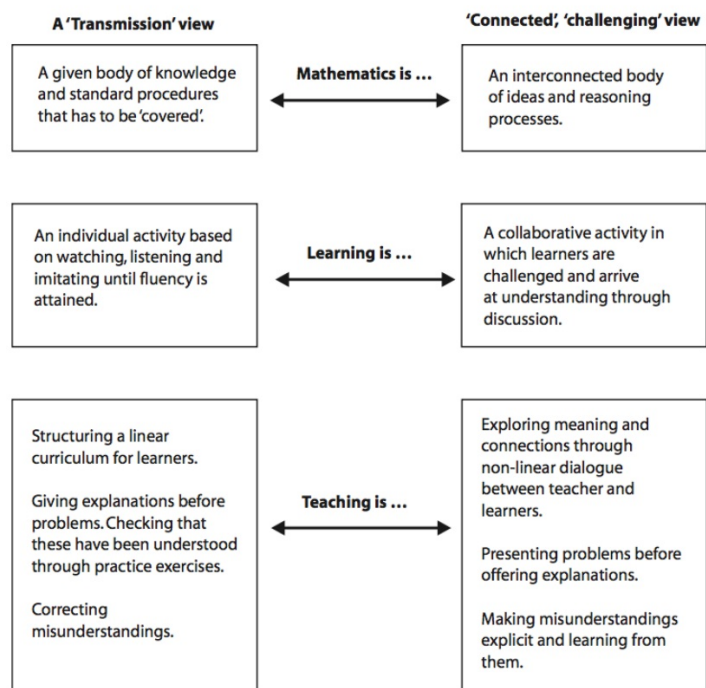 A ‘Transmission’ view
‘Connected’, ‘challenging’ view
A given body of knowledge
and standard procedures
that has to be ‘covered’.
Mathematics is ...
An interconnected body
of ideas and reasoning
processes.
An individual activity based
on watching, listening and
imitating until fluency is
attained.
Learning is ...
A collaborative activity in
which learners are
challenged and arrive
at understanding through
discussion.
Structuring a linear
curriculum for learners.
Giving explanations before
problems. Checking that
these have been understood
through practice exercises.
Correcting
misunderstandings.
Teaching is ...
Exploring meaning and
connections through
non-linear dialogue
between teacher and
learners.
Presenting problems before
offering explanations.
Making misunderstandings
explicit and learning from
them.